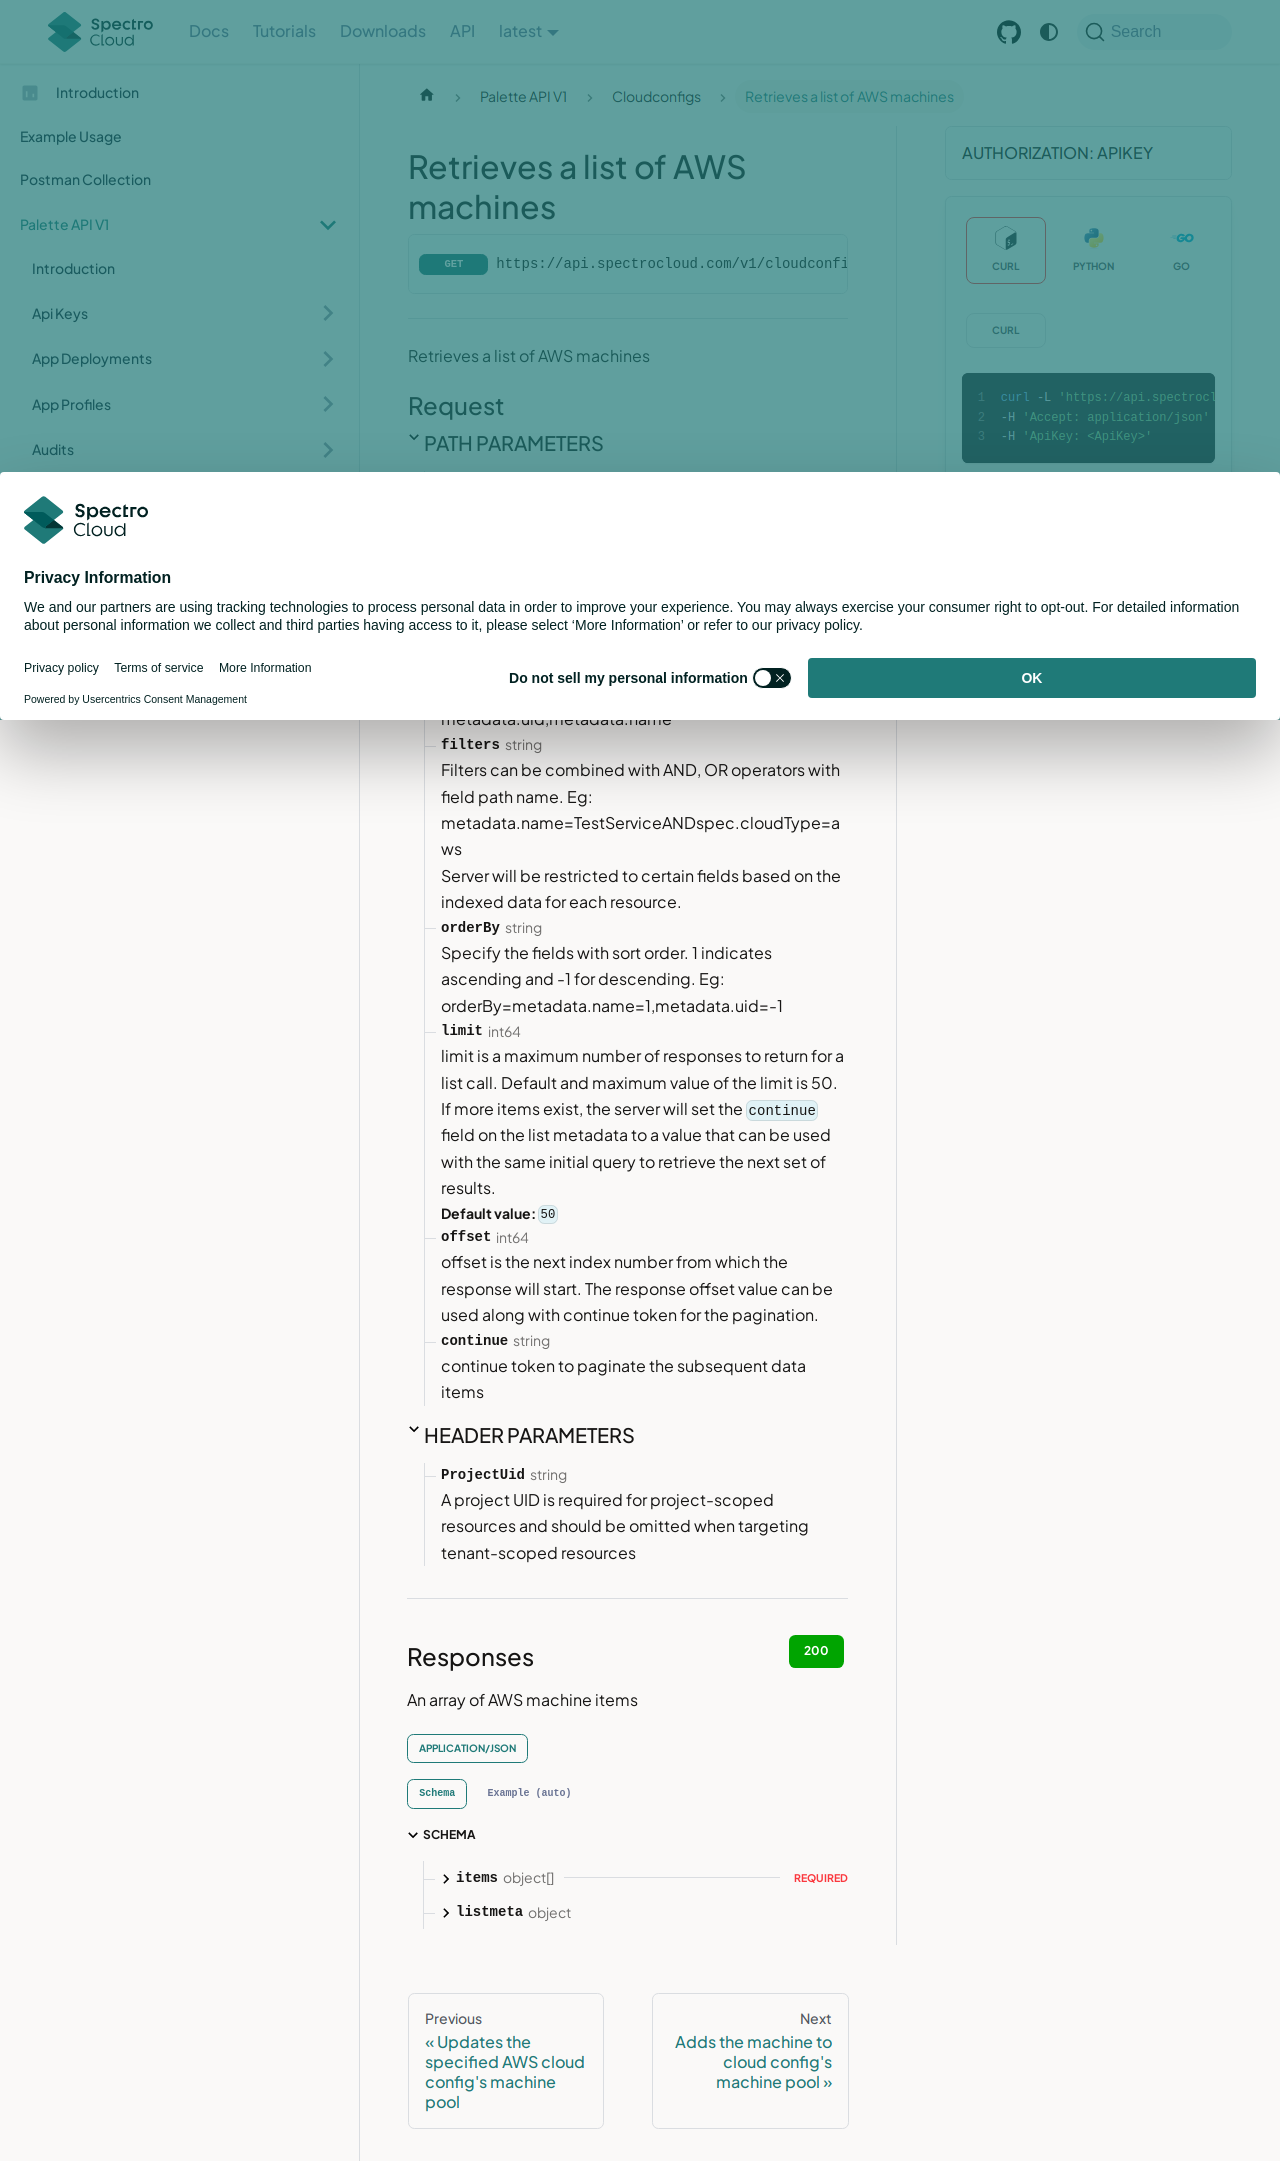 Spectro Cloud
Docs
Tutorials
Downloads
API
latest
Search
Introduction
Example Usage
Postman Collection
Palette API V1
Introduction
Api Keys
App Deployments
App Profiles
Audits
Palette API V1
Cloudconfigs
Retrieves a list of AWS machines
Retrieves a list of AWS
machines
GET
https://api.spectrocloud.com/v1/cloudconfi
Retrieves a list of AWS machines
Request
PATH PARAMETERS
AUTHORIZATION: APIKEY
CURL
PYTHON
GO
CURL
1 curl -L 'https://api.spectrocl
2 -H 'Accept: application/json'
3 -H 'ApiKey: <ApiKey>'
Spectro
Cloud
Privacy Information
We and our partners are using tracking technologies to process personal data in order to improve your experience. You may always exercise your consumer right to opt-out. For detailed information
about personal information we collect and third parties having access to it, please select ‘More Information’ or refer to our privacy policy.
Privacy policy
Terms of service
More Information
Powered by Usercentrics Consent Management
Do not sell my personal information
OK
metadata.uid,metadata.name
filters string
Filters can be combined with AND, OR operators with
field path name. Eg:
metadata.name=TestServiceANDspec.cloudType=a
ws
Server will be restricted to certain fields based on the
indexed data for each resource.
orderBy string
Specify the fields with sort order. 1 indicates
ascending and -1 for descending. Eg:
orderBy=metadata.name=1,metadata.uid=-1
limit int64
limit is a maximum number of responses to return for a
list call. Default and maximum value of the limit is 50.
If more items exist, the server will set the continue
field on the list metadata to a value that can be used
with the same initial query to retrieve the next set of
results.
Default value: 50
offset int64
offset is the next index number from which the
response will start. The response offset value can be
used along with continue token for the pagination.
continue string
continue token to paginate the subsequent data
items
HEADER PARAMETERS
ProjectUid string
A project UID is required for project-scoped
resources and should be omitted when targeting
tenant-scoped resources
Responses
200
An array of AWS machine items
APPLICATION/JSON
Schema
Example (auto)
SCHEMA
items object[]
REQUIRED
listmeta object
Previous
« Updates the
specified AWS cloud
config's machine
pool
Next
Adds the machine to
cloud config's
machine pool »